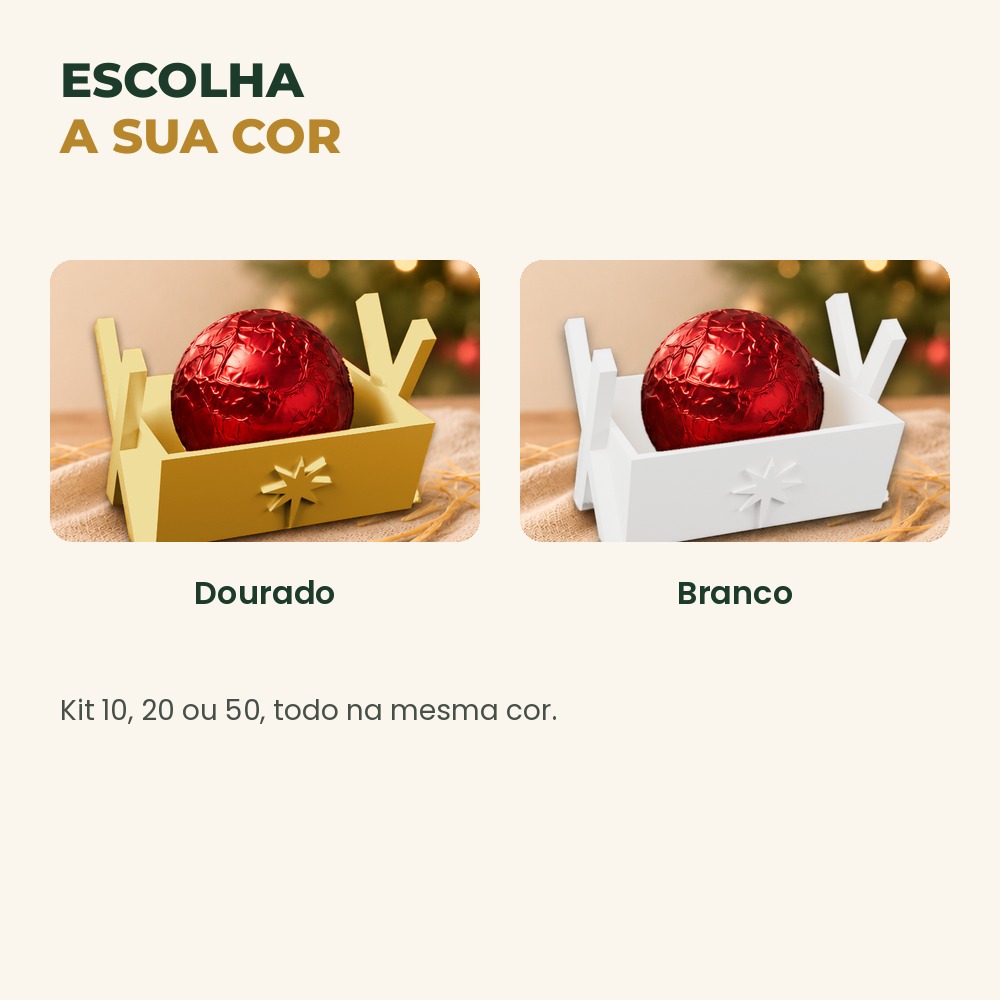 ESCOLHA
A SUA COR
Dourado
Branco
Kit 10, 20 ou 50, todo na mesma cor.